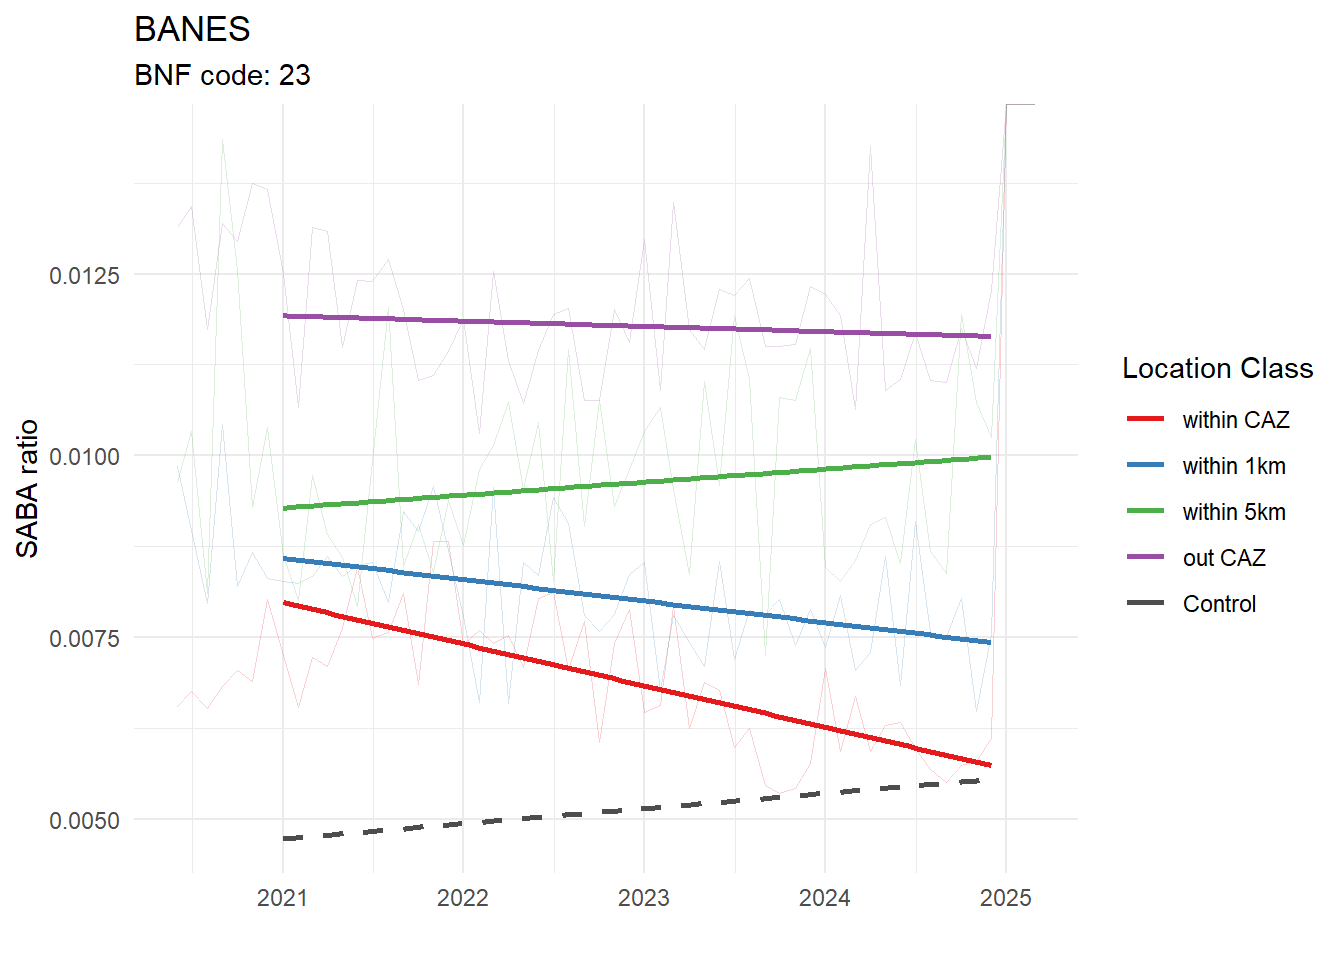 BANES
BNF code: 23
SABA ratio
0.0125
0.0100
0.0075
0.0050
2021 2022 2023 2024 2025
Location Class
within CAZ
within 1km
within 5km
out CAZ
Control